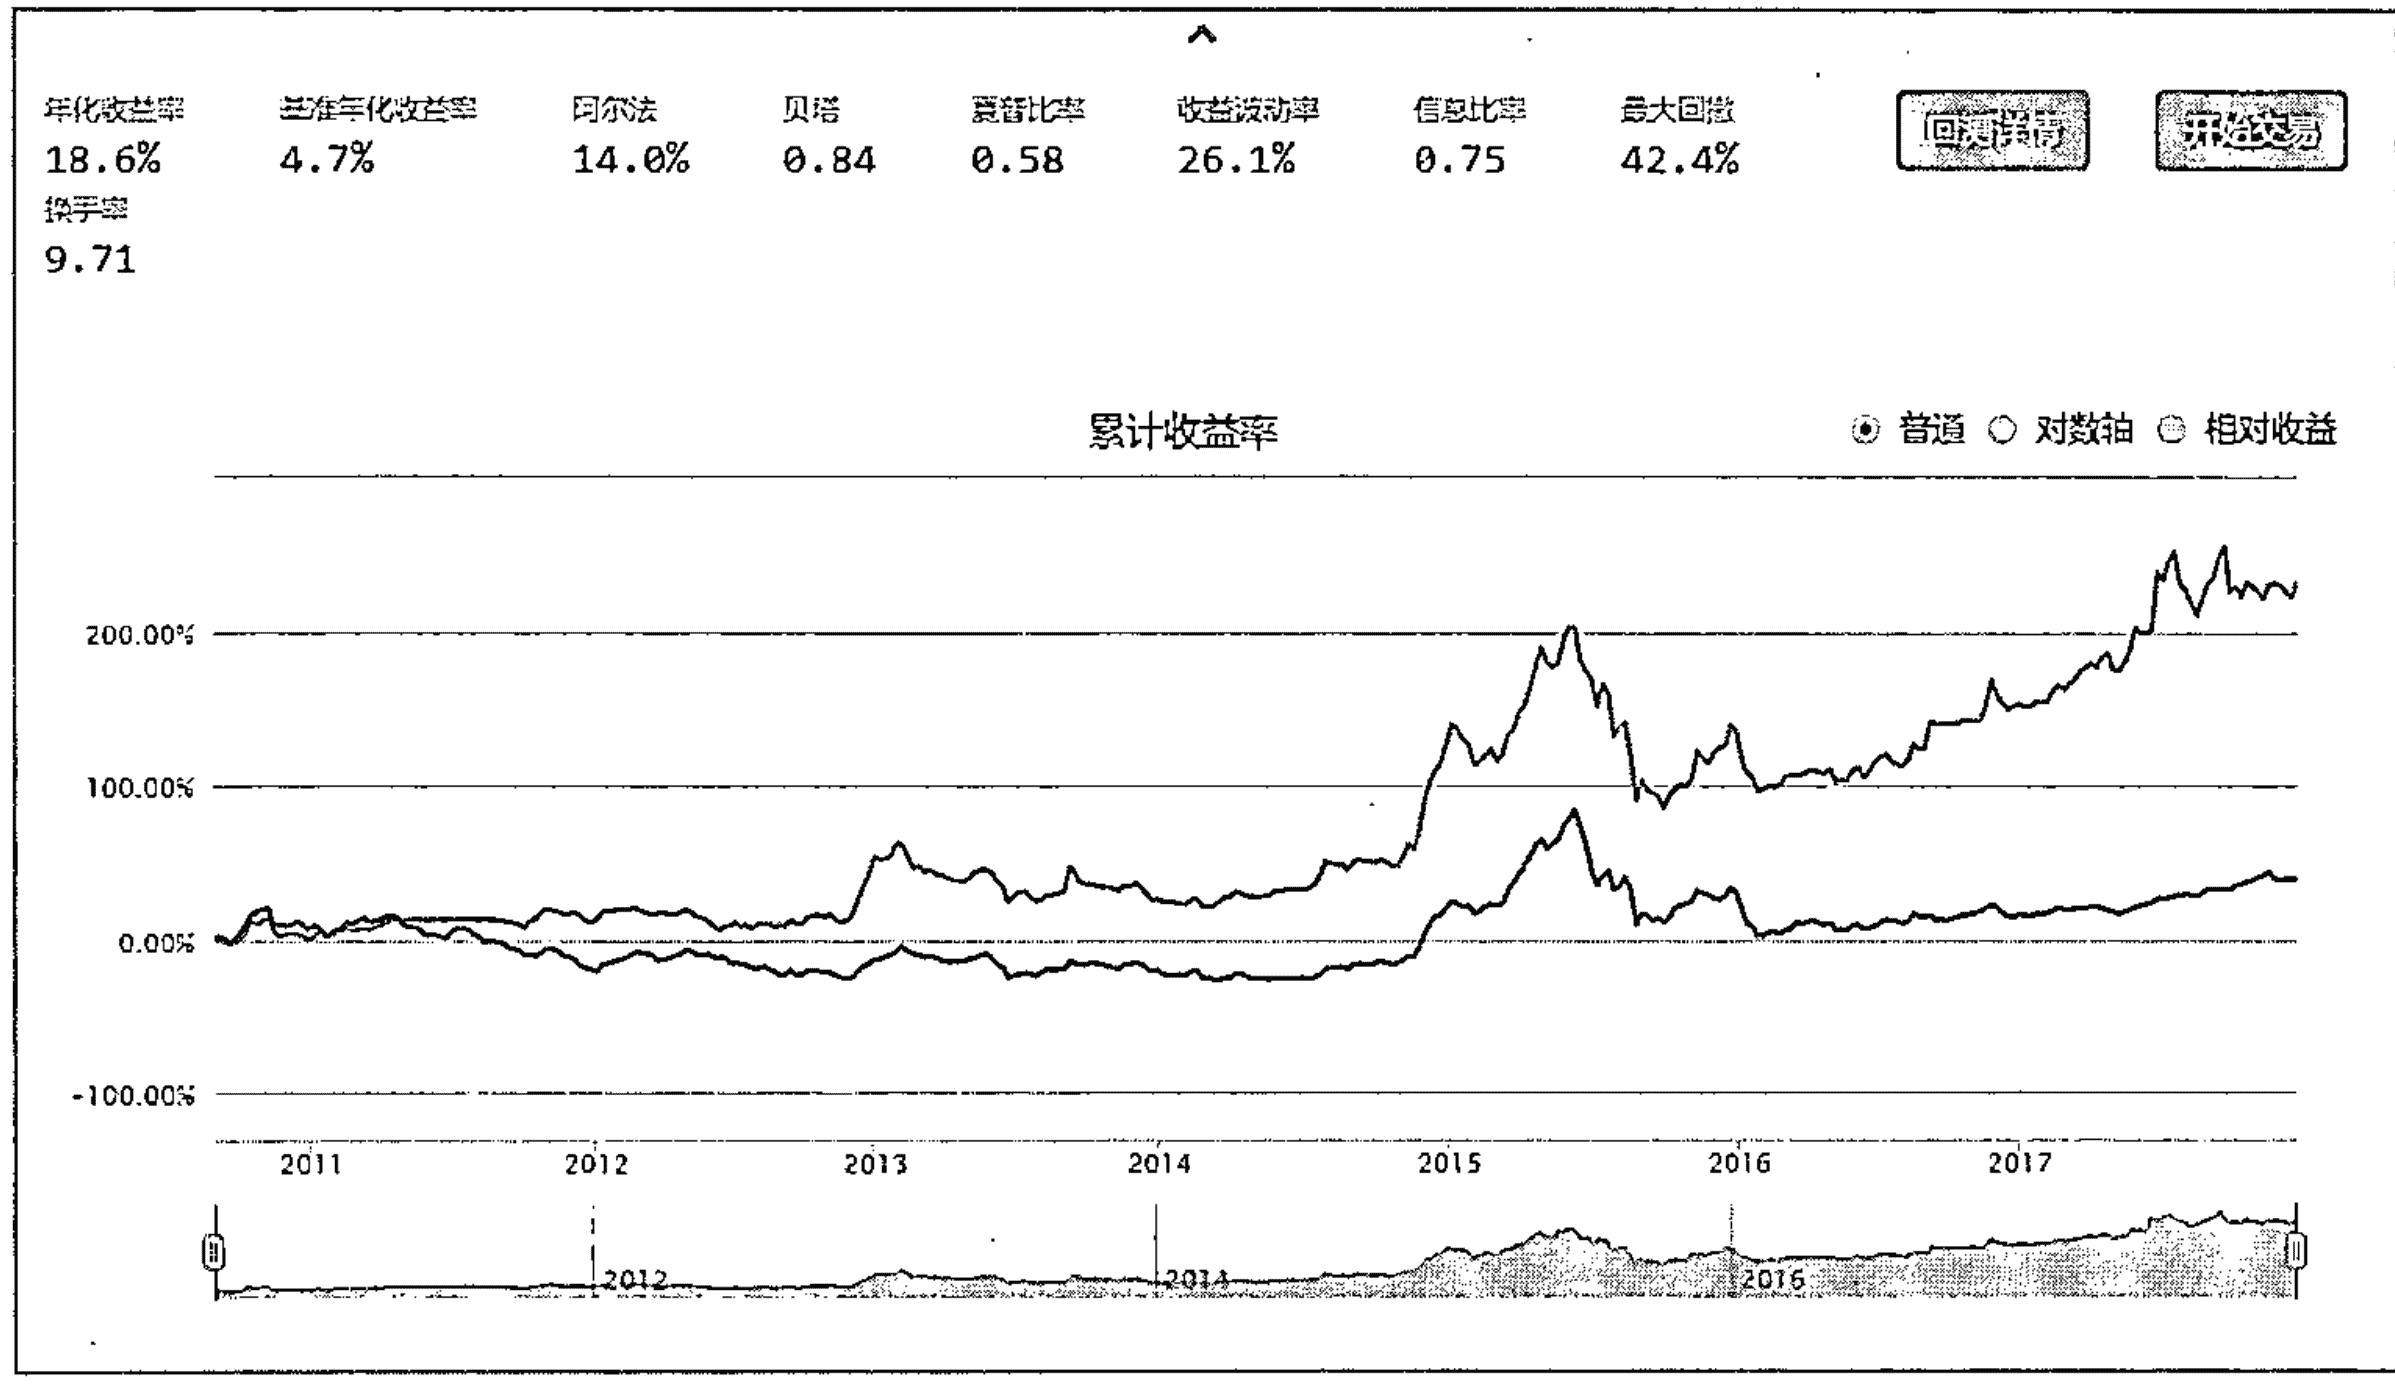 年化收益率 基准年化收益率 阿尔法 贝塔 夏普比率 收益波动率 信息比率 最大回撤 回测详情 开始交易
18.6% 4.7% 14.0% 0.84 0.58 26.1% 0.75 42.4%
换手率
9.71
累计收益率 普通 对数轴 相对收益
200.00%
100.00%
0.00%
-100.00%
2011 2012 2013 2014 2015 2016 2017
2012 2014 2016